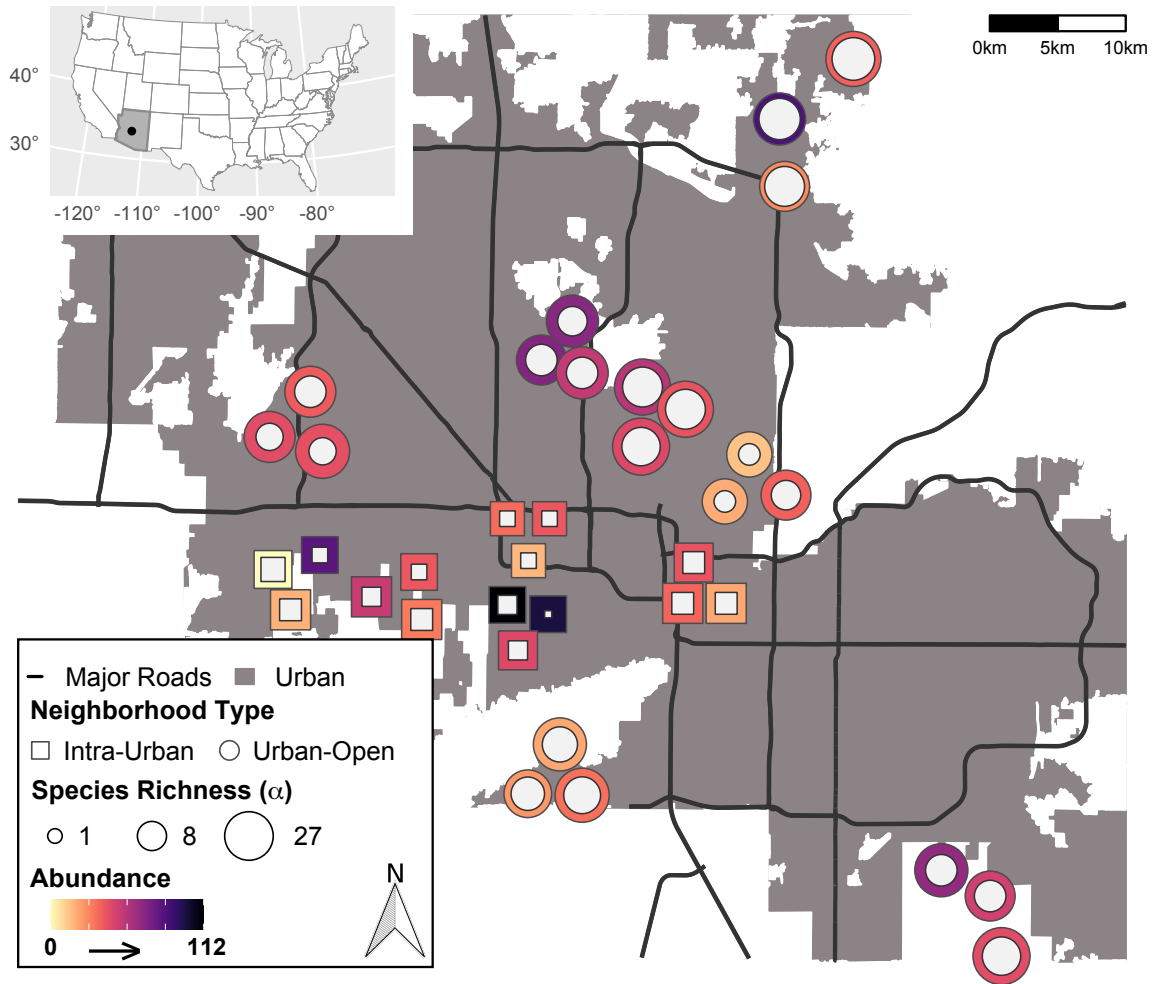 0km 5km 10km
40°
30°
-120° -110° -100° -90° -80°
Major Roads Urban
Neighborhood Type
Intra-Urban Urban-Open
Species Richness (α)
1 8 27
Abundance
0 112
N